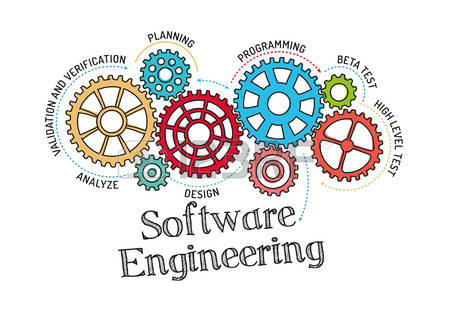 PLANNING
PROGRAMMING
BETA TEST
VALIDATION AND VERIFICATION
HIGH LEVEL TEST
ANALYZE
DESIGN
Software
Engineering